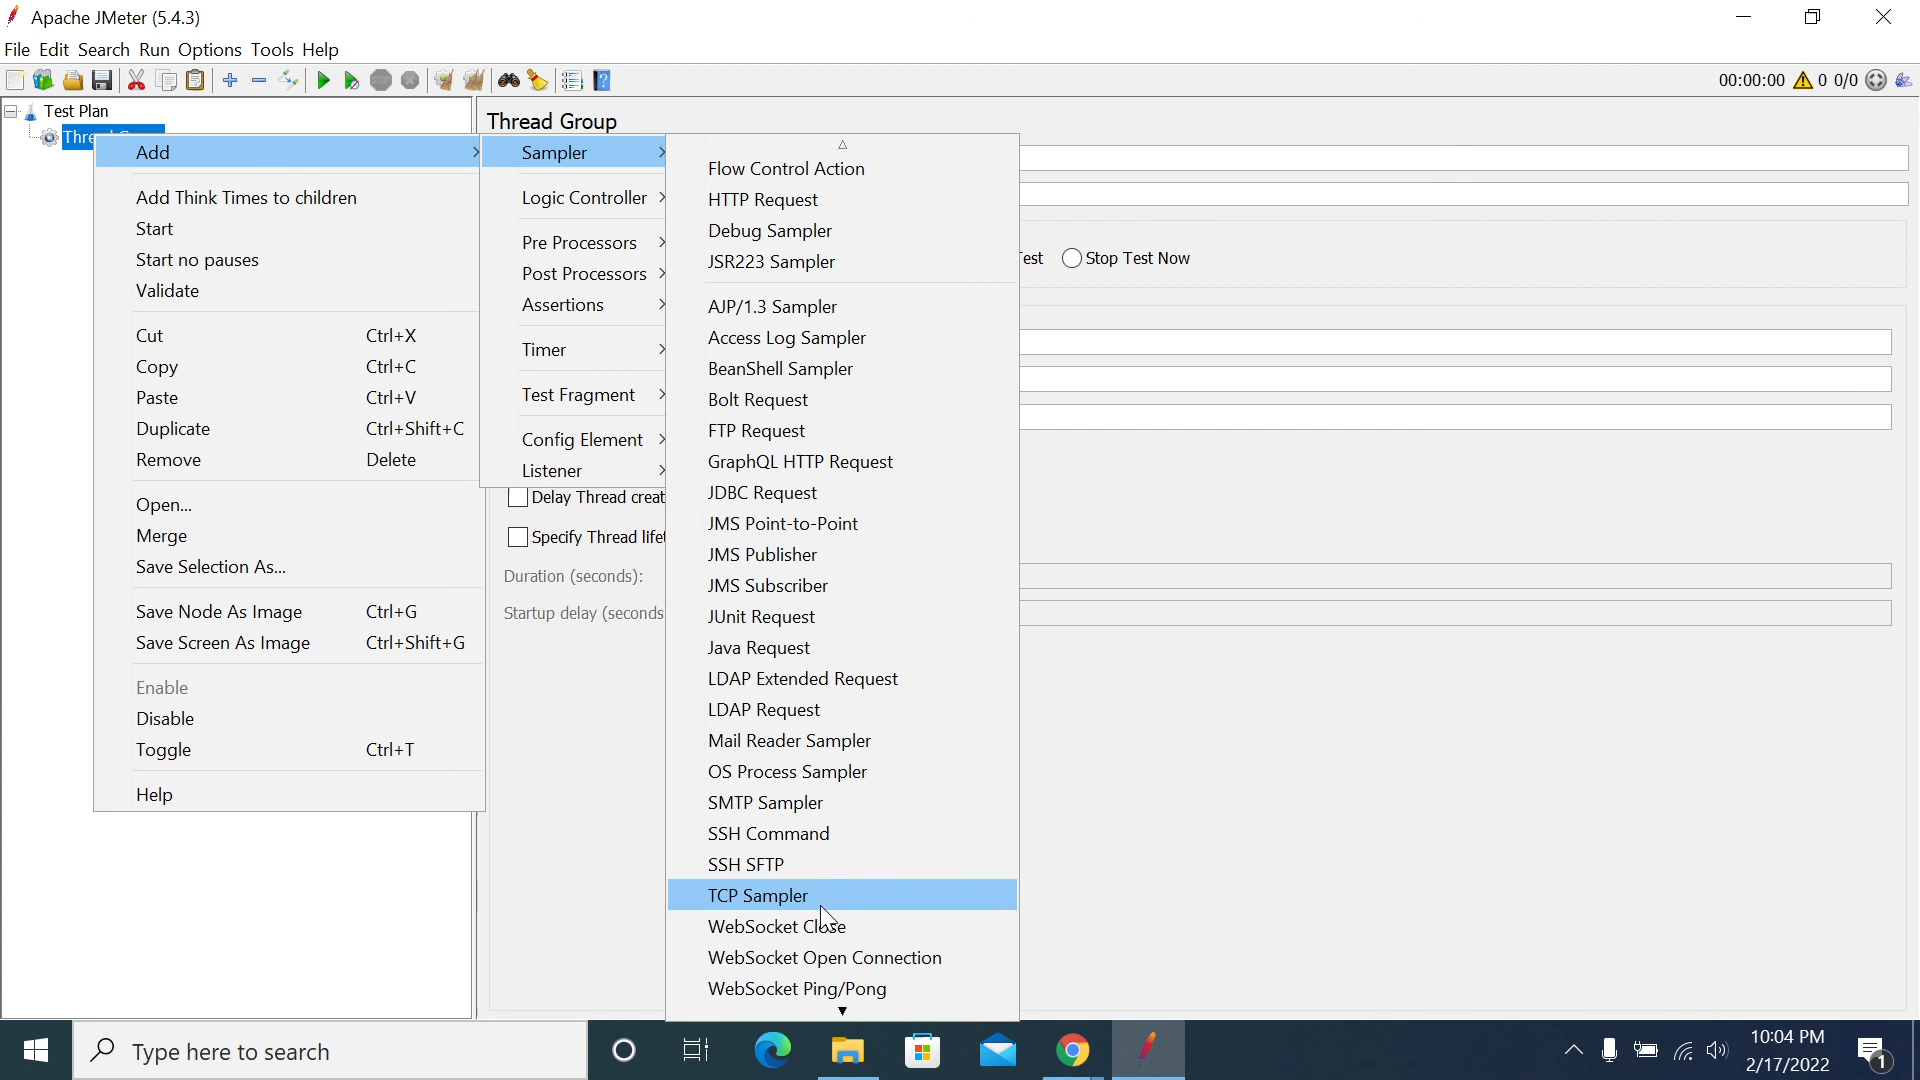 Apache JMeter (5.4.3)
File Edit Search Run Options Tools Help
00:00:00 0 0/0
Test Plan
Thread Group
Add
Add Think Times to children
Start
Start no pauses
Validate
Cut Ctrl+X
Copy Ctrl+C
Paste Ctrl+V
Duplicate Ctrl+Shift+C
Remove Delete
Open...
Merge
Save Selection As...
Save Node As Image Ctrl+G
Save Screen As Image Ctrl+Shift+G
Enable
Disable
Toggle Ctrl+T
Help
Sampler
Logic Controller
Pre Processors
Post Processors
Assertions
Timer
Test Fragment
Config Element
Listener
Delay Thread creat
Specify Thread lifet
Duration (seconds):
Startup delay (seconds
Flow Control Action
HTTP Request
Debug Sampler
JSR223 Sampler
AJP/1.3 Sampler
Access Log Sampler
BeanShell Sampler
Bolt Request
FTP Request
GraphQL HTTP Request
JDBC Request
JMS Point-to-Point
JMS Publisher
JMS Subscriber
JUnit Request
Java Request
LDAP Extended Request
LDAP Request
Mail Reader Sampler
OS Process Sampler
SMTP Sampler
SSH Command
SSH SFTP
TCP Sampler
WebSocket Close
WebSocket Open Connection
WebSocket Ping/Pong
Stop Test Now
Type here to search
10:04 PM
2/17/2022
1